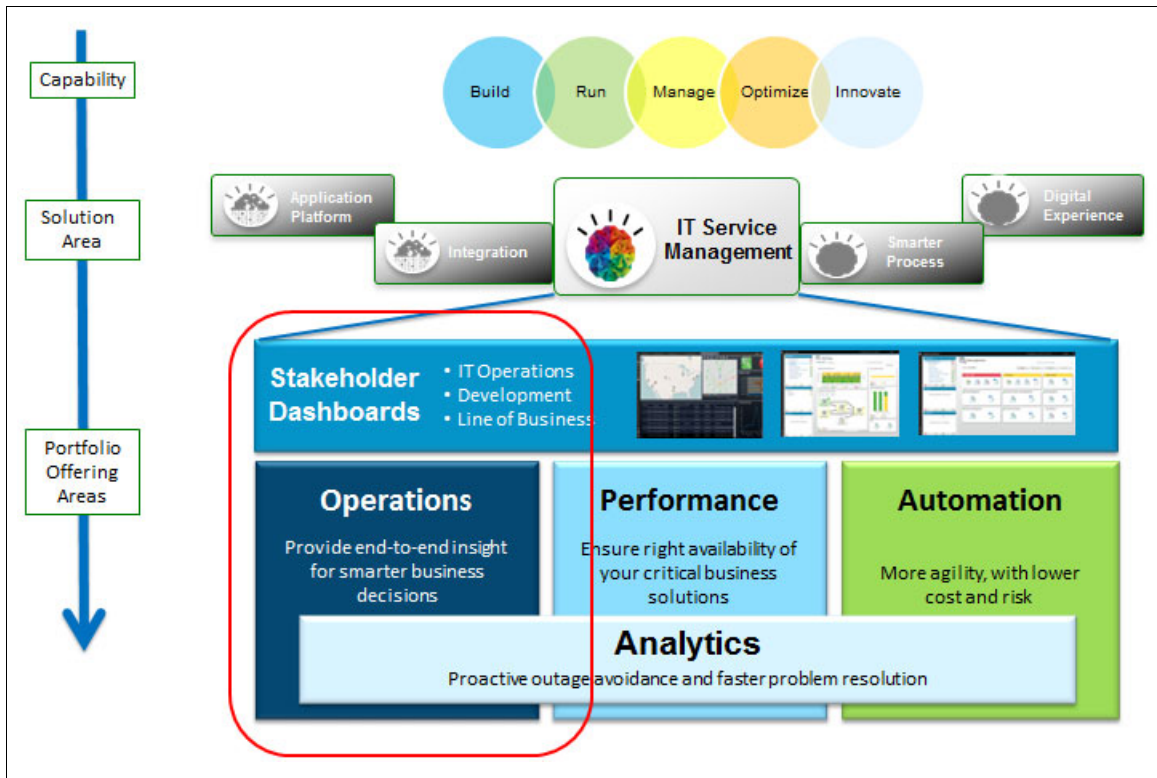 Capability
Build
Run
Manage
Optimize
Innovate
Solution
Area
Application
Platform
Integration
IT Service
Management
Smarter
Process
Digital
Experience
Portfolio
Offering
Areas
Stakeholder
Dashboards
• IT Operations
• Development
• Line of Business
Operations
Provide end-to-end insight
for smarter business
decisions
Performance
Ensure right availability of
your critical business
solutions
Automation
More agility, with lower
cost and risk
Analytics
Proactive outage avoidance and faster problem resolution